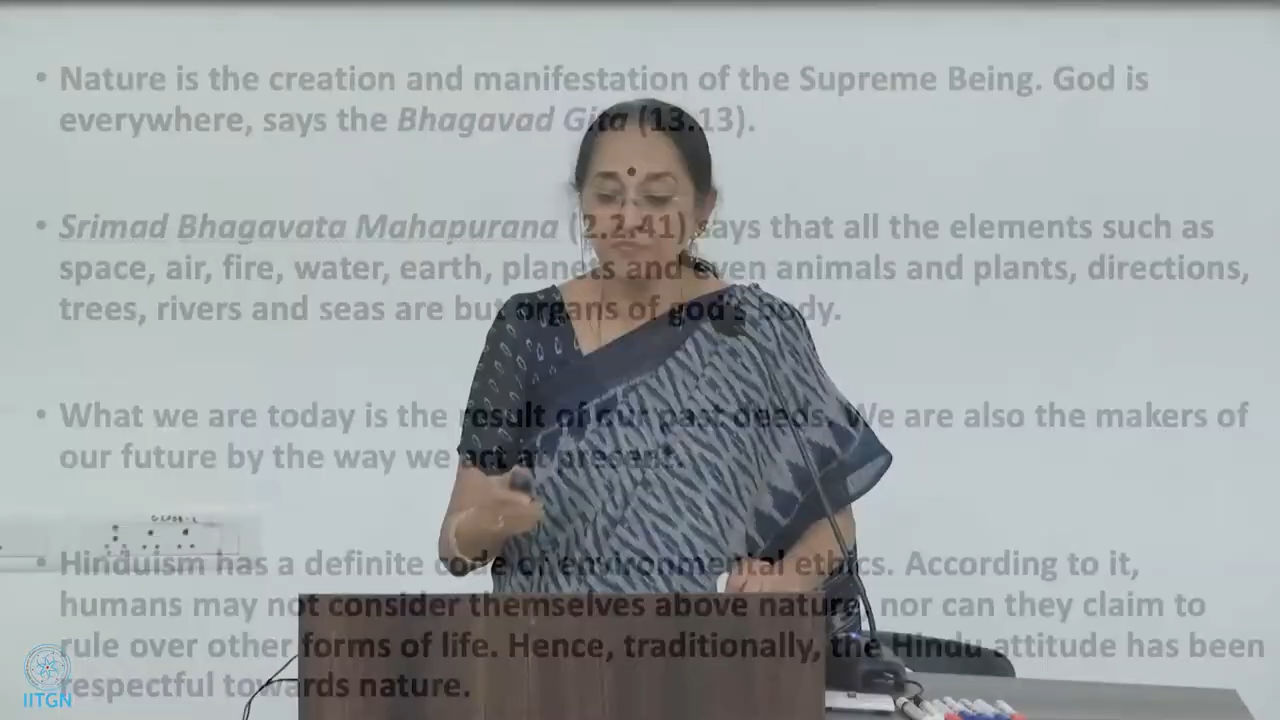 • Nature is the creation and manifestation of the Supreme Being. God is
everywhere, says the Bhagavad Gita (13.13).
• Srimad Bhagavata Mahapurana (2.2.41) says that all the elements such as
space, air, fire, water, earth, planets and even animals and plants, directions,
trees, rivers and seas are but organs of god's body.
• What we are today is the result of our past deeds. We are also the makers of
our future by the way we act at present.
• Hinduism has a definite code of environmental ethics. According to it,
humans may not consider themselves above nature, nor can they claim to
rule over other forms of life. Hence, traditionally, the Hindu attitude has been
respectful towards nature.
IITGN